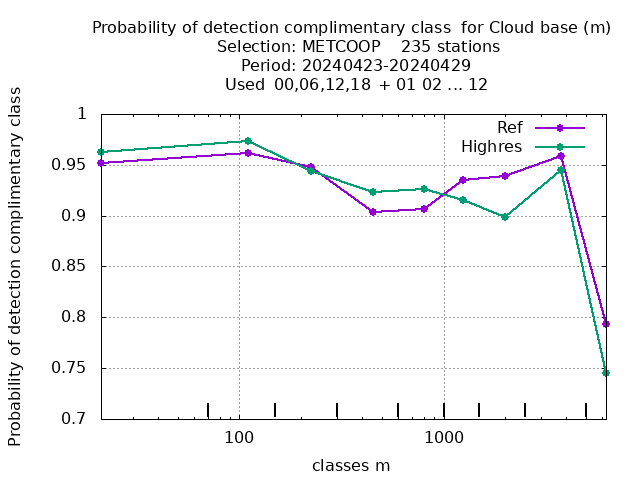 Probability of detection complimentary class  for Cloud base (m)
Selection: METCOOP    235 stations
Period: 20240423-20240429
Used  00,06,12,18 + 01 02 ... 12
Probability of detection complimentary class
1
0.95
0.9
0.85
0.8
0.75
0.7
Ref
Highres
100
1000
classes m